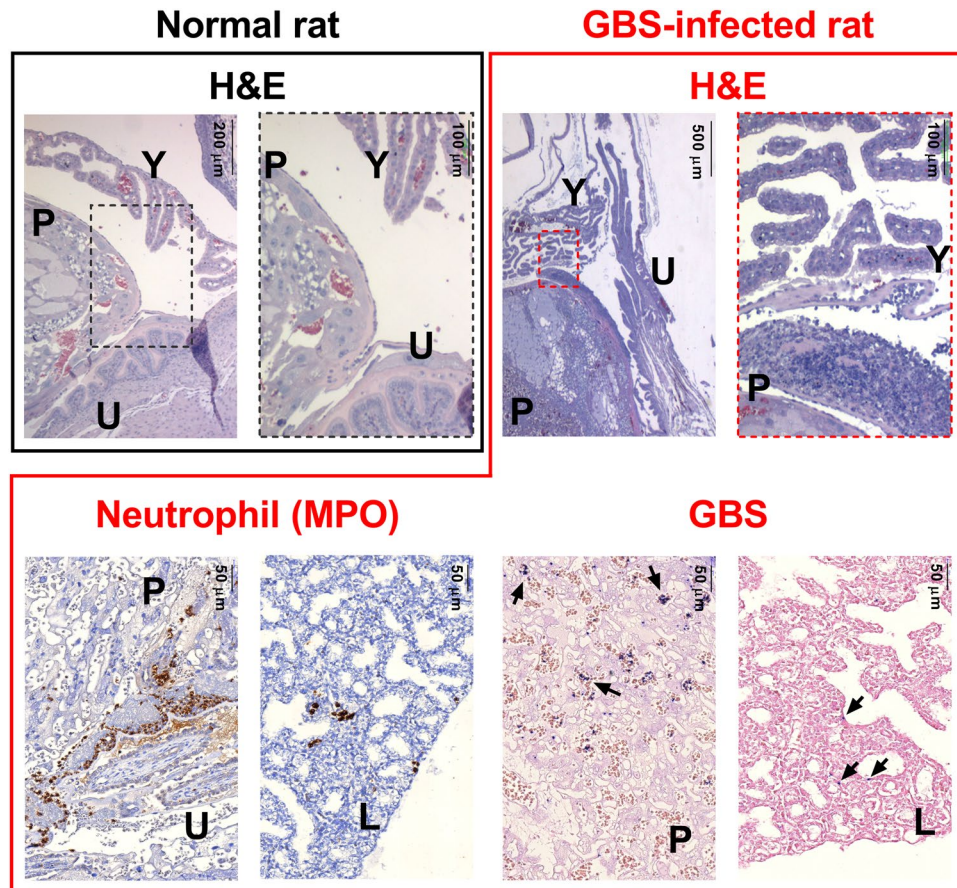 Normal rat
GBS-infected rat
H&E
H&E
200 µm
Y
P
U
100 µm
P
Y
U
500 µm
Y
U
P
100 µm
Y
P
Neutrophil (MPO)
GBS
50 µm
P
U
50 µm
L
50 µm
P
50 µm
L